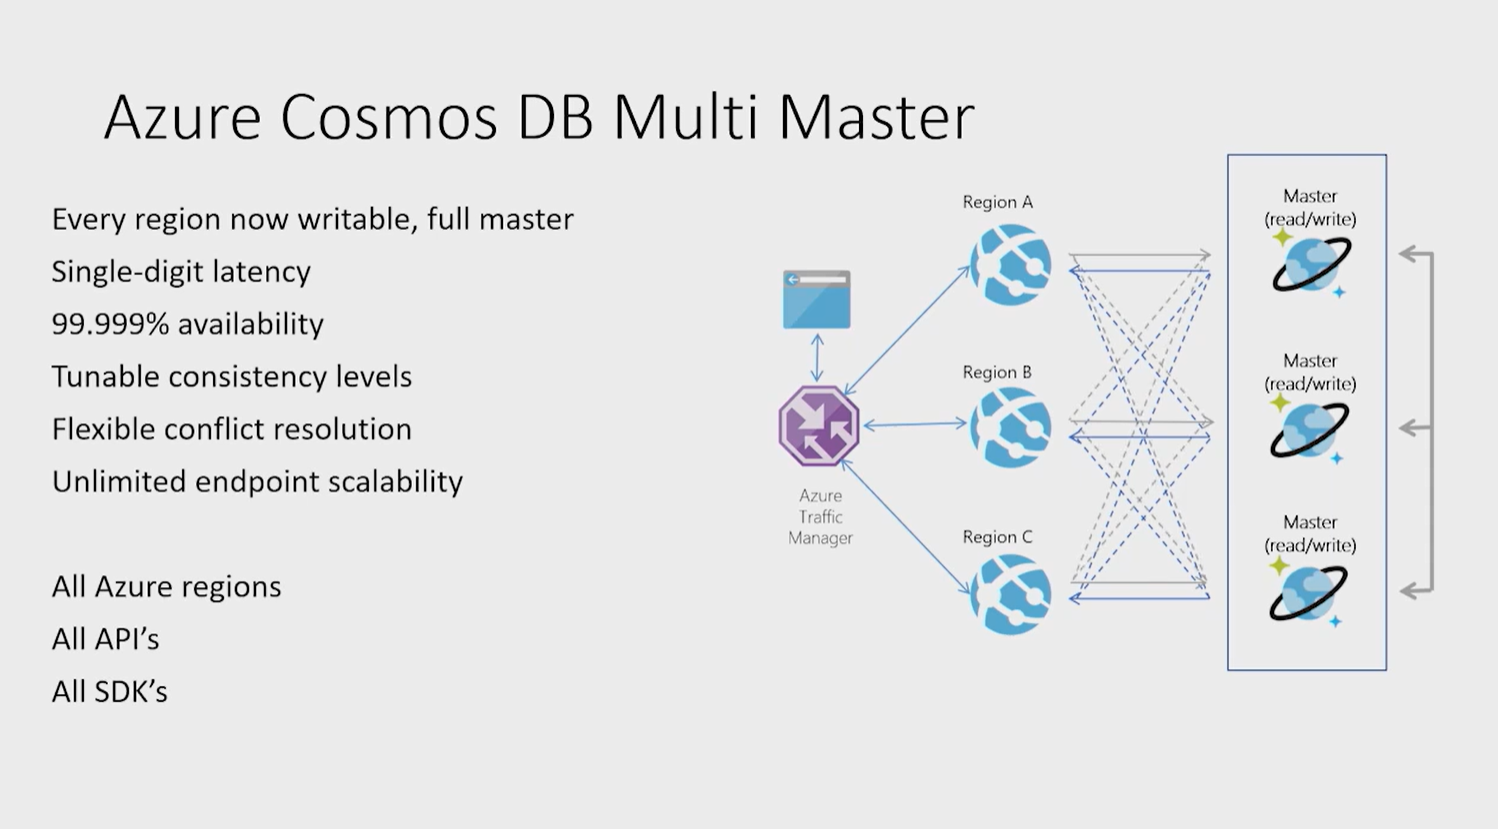 Azure Cosmos DB Multi Master
Every region now writable, full master
Single-digit latency
99.999% availability
Tunable consistency levels
Flexible conflict resolution
Unlimited endpoint scalability
All Azure regions
All API’s
All SDK’s
Azure
Traffic
Manager
Region A
Region B
Region C
Master
(read/write)
Master
(read/write)
Master
(read/write)